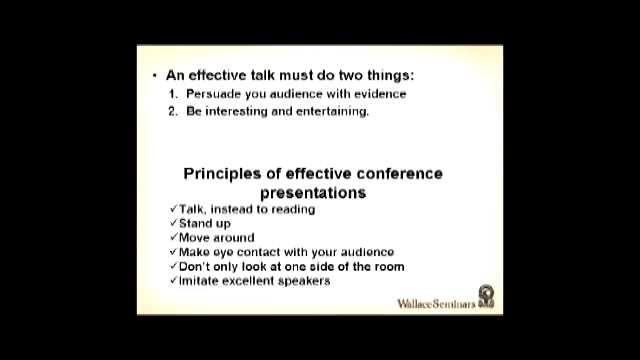 • An effective talk must do two things:
1. Persuade you audience with evidence
2. Be interesting and entertaining.
Principles of effective conference
presentations
✓Talk, instead to reading
✓Stand up
✓Move around
✓Make eye contact with your audience
✓Don't only look at one side of the room
✓Imitate excellent speakers
Wallace Seminars